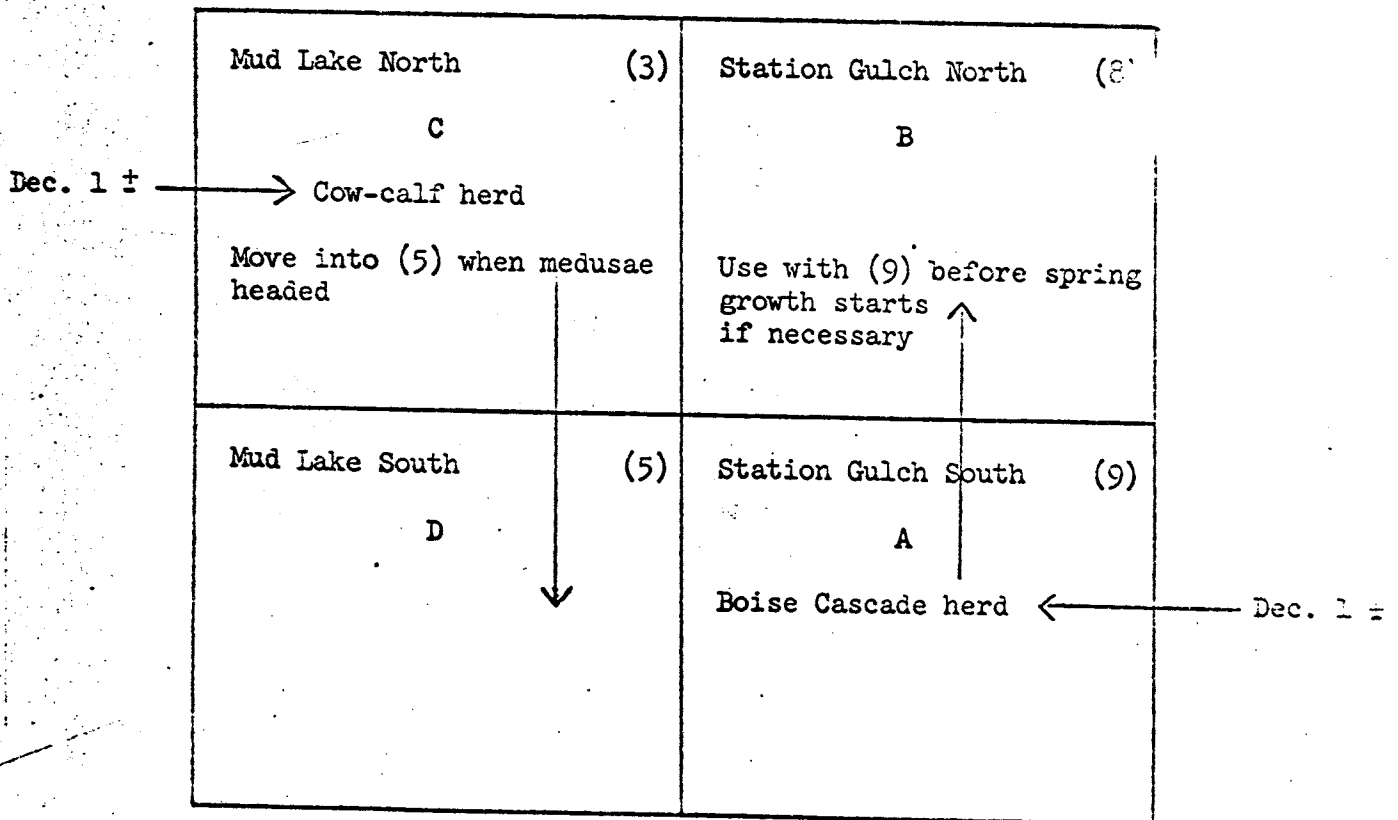 Mud Lake North (3)
C
Dec. 1 ±
Cow-calf herd
Move into (5) when medusae
headed
Station Gulch North (8)
B
Use with (9) before spring
growth starts
if necessary
Mud Lake South (5)
D
Station Gulch South (9)
A
Boise Cascade herd
Dec. 1 ±